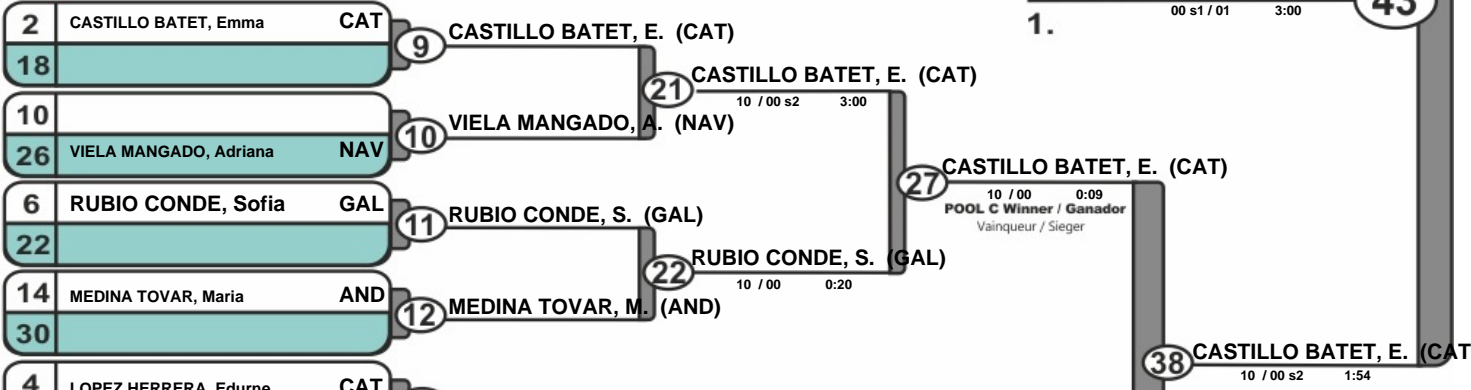 2 CASTILLO BATET, Emma CAT
18
9 CASTILLO BATET, E. (CAT)
10
26 VIELA MANGADO, Adriana NAV
10 VIELA MANGADO, A. (NAV)
21 CASTILLO BATET, E. (CAT)
10 / 00 s2 3:00
6 RUBIO CONDE, Sofia GAL
22
11 RUBIO CONDE, S. (GAL)
14 MEDINA TOVAR, Maria AND
30
12 MEDINA TOVAR, M. (AND)
22 RUBIO CONDE, S. (GAL)
10 / 00 0:20
27 CASTILLO BATET, E. (CAT)
10 / 00 0:09
POOL C Winner / Ganador
Vainqueur / Sieger
4 LOPEZ HERRERA, Edurne CAT
38 CASTILLO BATET, E. (CAT
10 / 00 s2 1:54
00 s1 / 01 3:00
43
1.